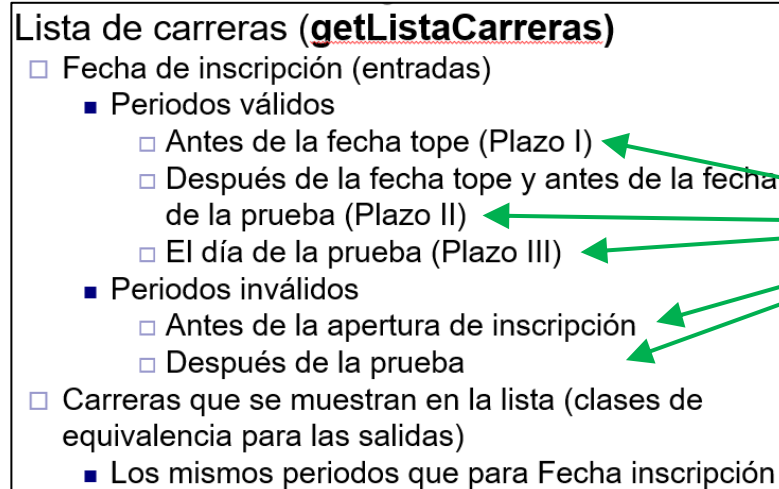 Lista de carreras (getListaCarreras)
Fecha de inscripción (entradas)
Periodos válidos
Antes de la fecha tope (Plazo I)
Después de la fecha tope y antes de la fecha
de la prueba (Plazo II)
El día de la prueba (Plazo III)
Periodos inválidos
Antes de la apertura de inscripción
Después de la prueba
Carreras que se muestran en la lista (clases de
equivalencia para las salidas)
Los mismos periodos que para Fecha inscripción